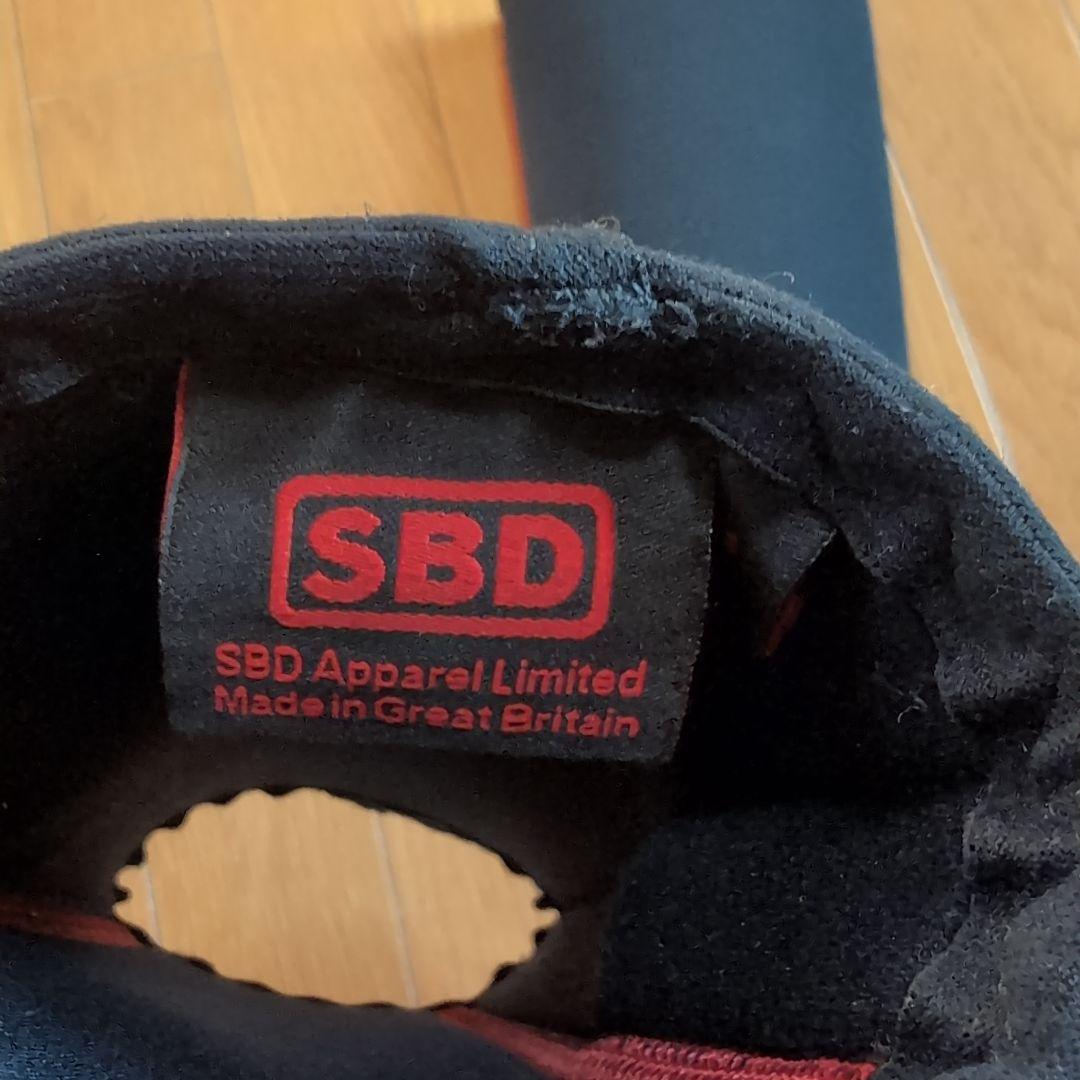 SBD
SBD Apparel Limited
Made in Great Britain